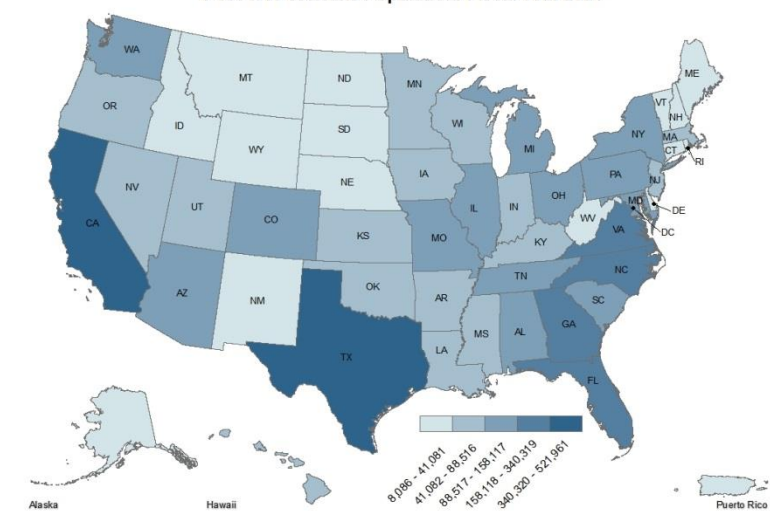 WA
MT
ND
MN
ME
OR
ID
SD
WI
VT
NH
WY
MI
NY
MA
CT
RI
NE
IA
PA
NJ
NV
UT
CO
IL
IN
OH
MD
DE
CA
KS
MO
WV
VA
DC
KY
AZ
NM
OK
AR
TN
NC
SC
TX
LA
MS
AL
GA
FL
8,086 - 41,081
41,082 - 88,516
88,517 - 158,117
158,118 - 340,319
340,320 - 521,961
Alaska
Hawaii
Puerto Rico